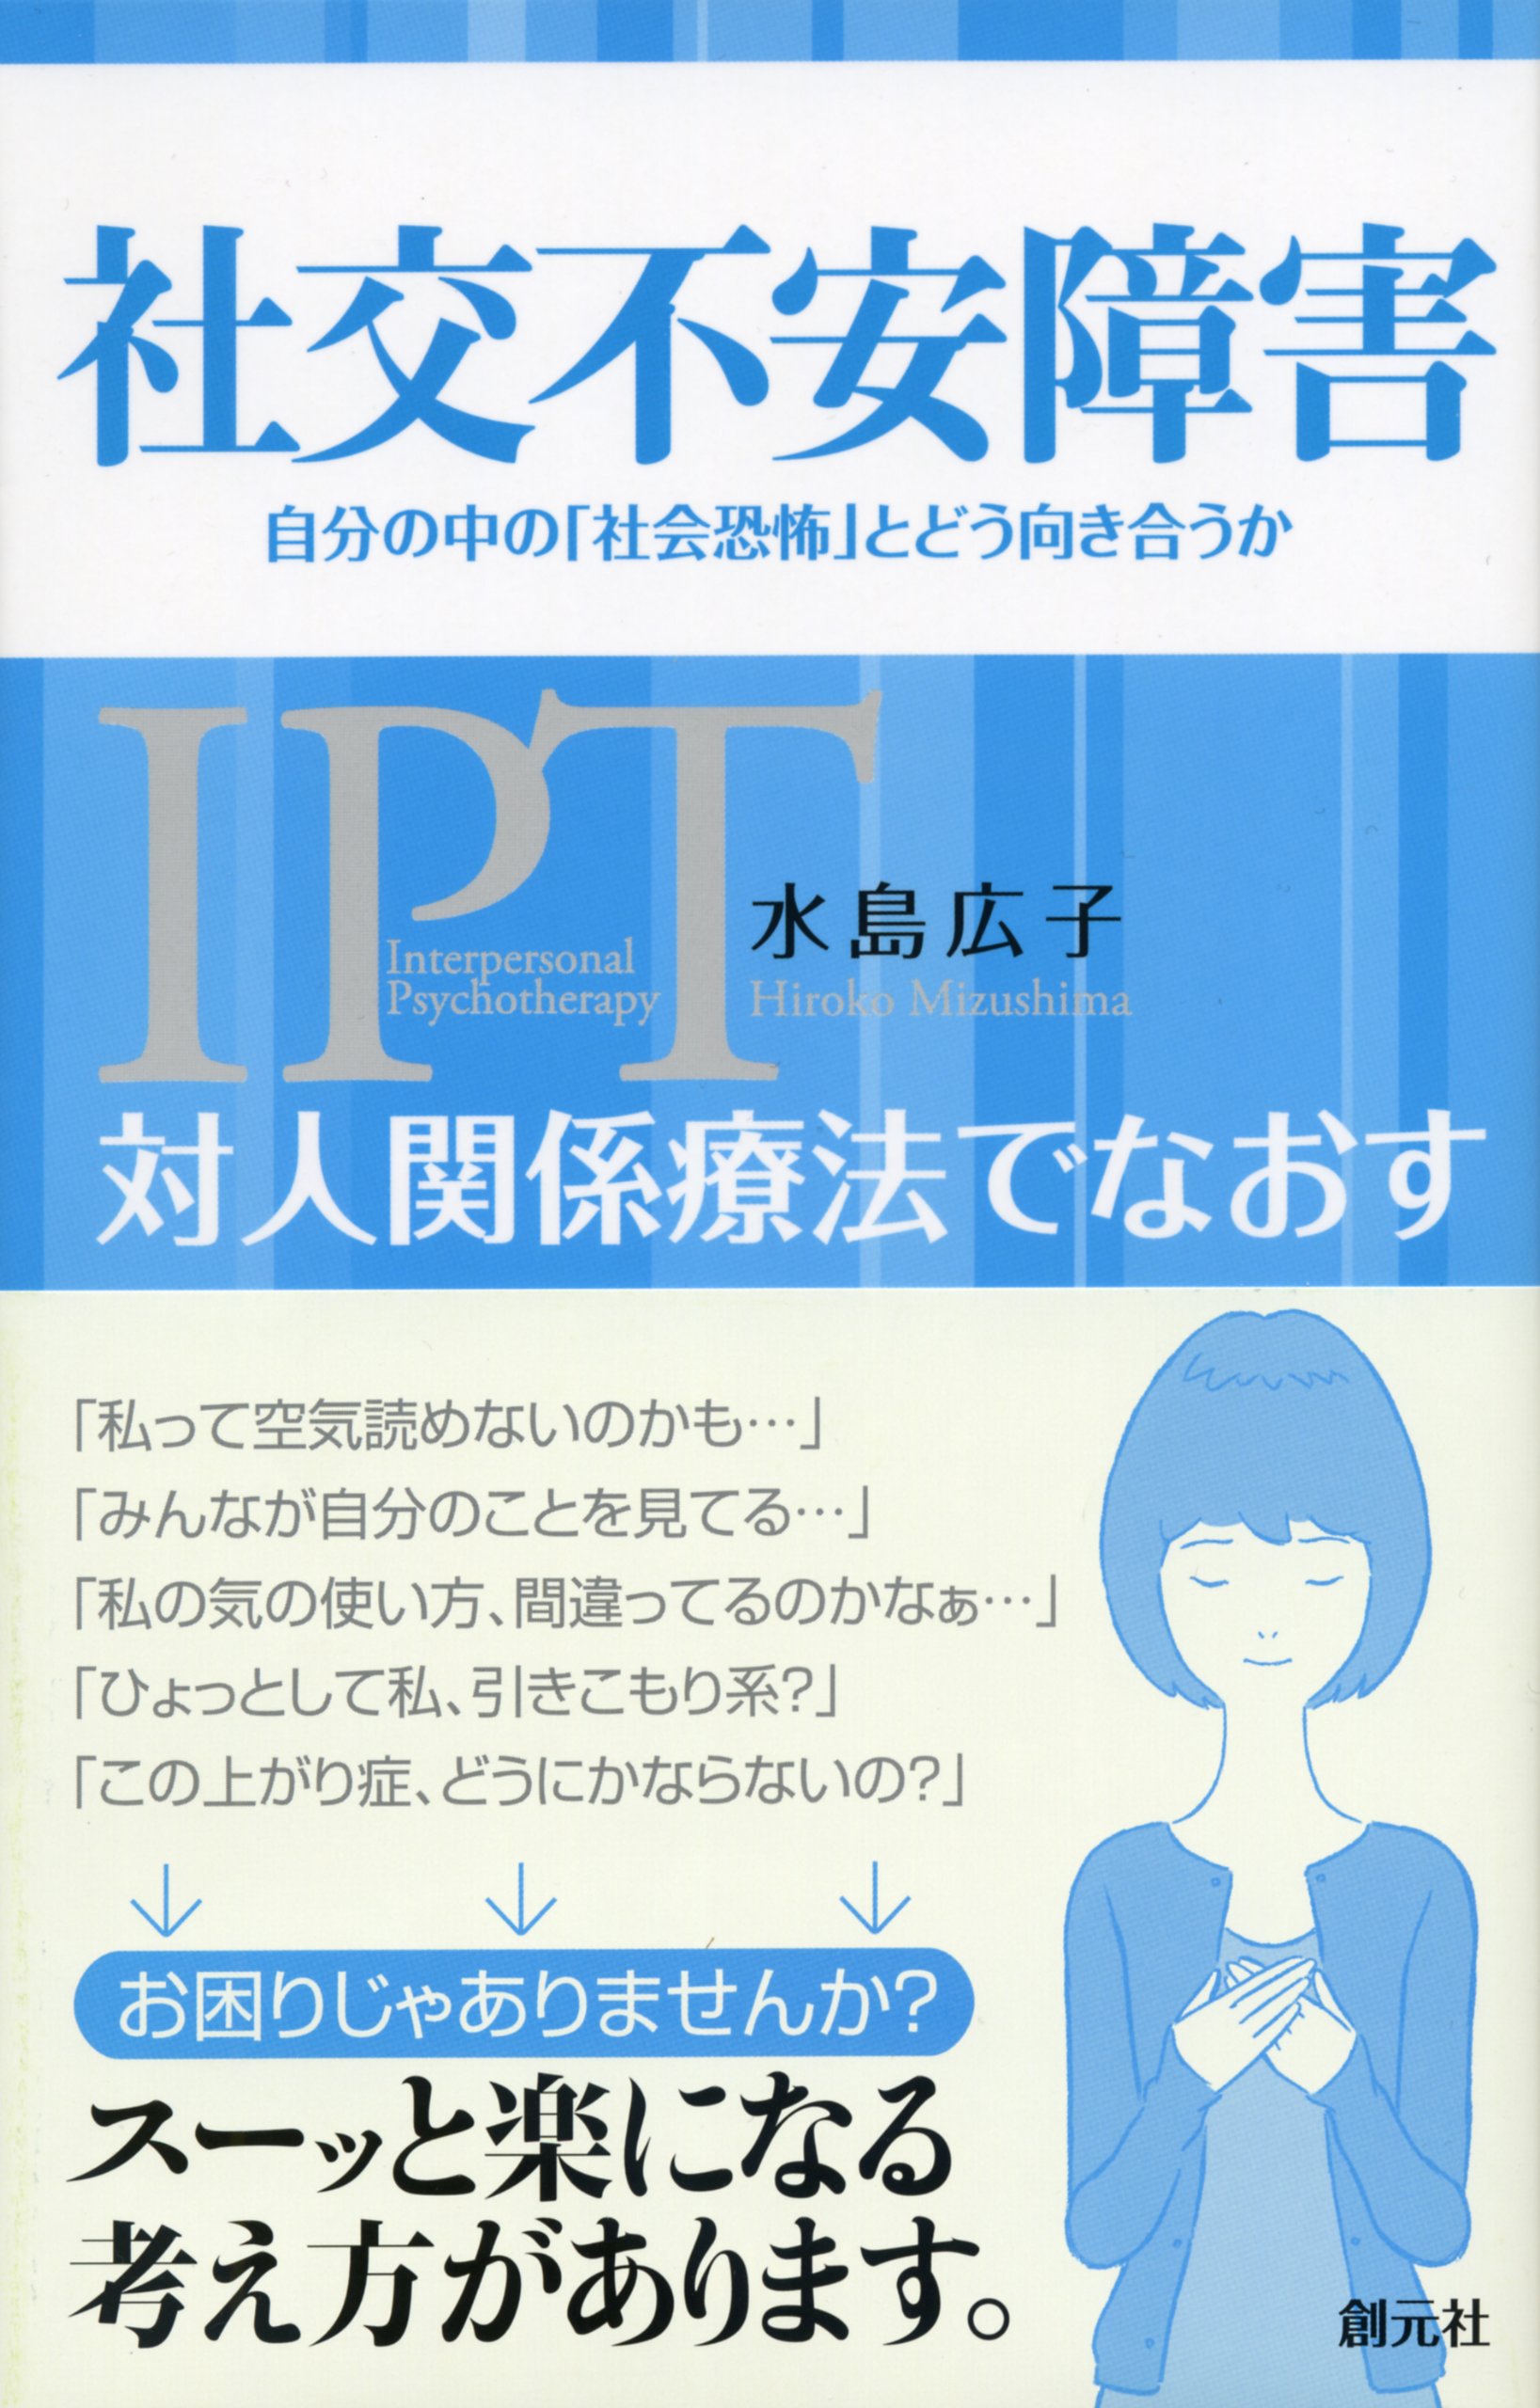 社交不安障害
自分の中の「社会恐怖」とどう向き合うか
IPT
Interpersonal
Psychotherapy
水島広子
Hiroko Mizushima
対人関係療法でなおす
「私って空気読めないのかも…」
「みんなが自分のことを見てる…」
「私の気の使い方、間違ってるのかなぁ…」
「ひょっとして私、引きこもり系?」
「この上がり症、どうにかならないの?」
お困りじゃありませんか?
スーッと楽になる
考え方があります。
創元社